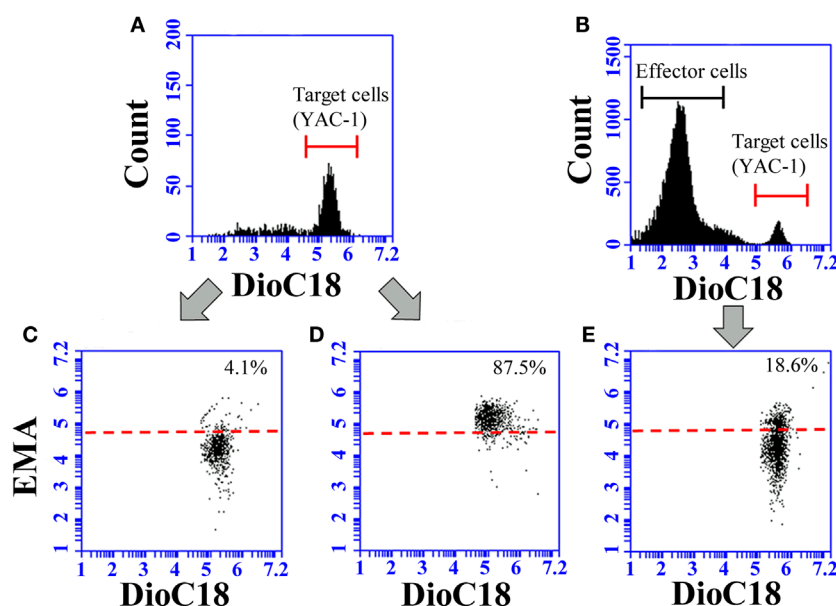 A
200
150
100
50
0
Count
Target cells
(YAC-1)
1 2 3 4 5 6 7.2
DioC18
B
1500
1000
500
0
Count
Effector cells
Target cells
(YAC-1)
1 2 3 4 5 6 7.2
DioC18
C
7.2
6
5
4
3
2
1
EMA
4.1%
1 2 3 4 5 6 7.2
DioC18
D
7.2
6
5
4
3
2
1
87.5%
1 2 3 4 5 6 7.2
DioC18
E
7.2
6
5
4
3
2
1
18.6%
1 2 3 4 5 6 7.2
DioC18